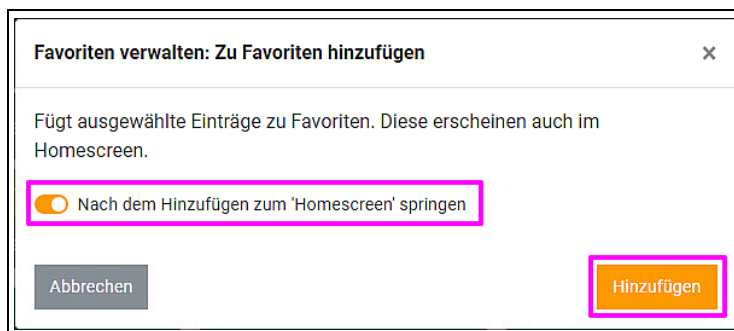 Favoriten verwalten: Zu Favoriten hinzufügen
Fügt ausgewählte Einträge zu Favoriten. Diese erscheinen auch im
Homescreen.
Nach dem Hinzufügen zum 'Homescreen' springen
Abbrechen
Hinzufügen